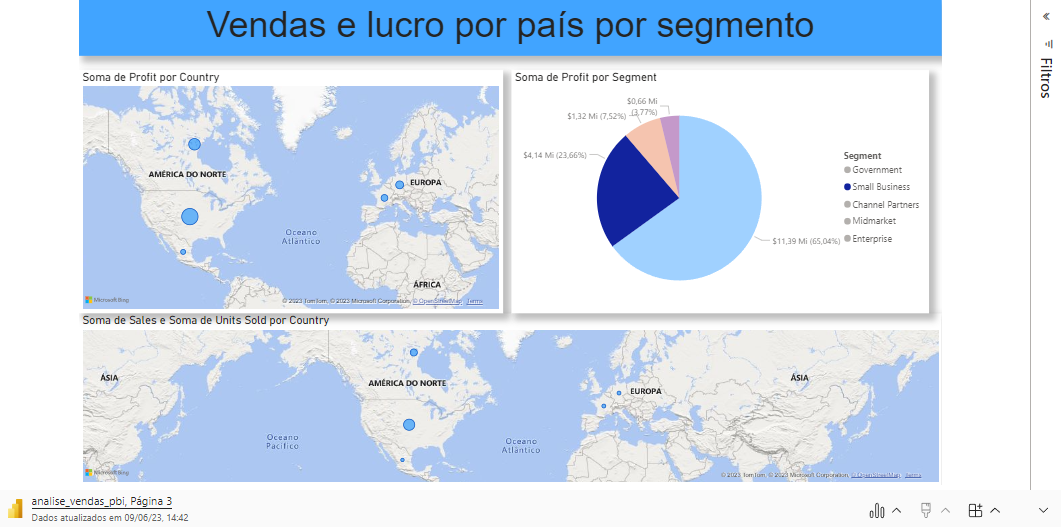 Vendas e lucro por país por segmento
Filtros
Soma de Profit por Country
AMÉRICA DO NORTE
EUROPA
Oceano
Atlântico
ÁFRICA
Microsoft Bing
© 2023 TomTom, © 2023 Microsoft Corporation, © OpenStreetMap Terms
Soma de Profit por Segment
$0,66 Mi
(3,77%)
$1,32 Mi (7,52%)
$4,14 Mi (23,66%)
$11,39 Mi (65,04%)
Segment
Government
Small Business
Channel Partners
Midmarket
Enterprise
Soma de Sales e Soma de Units Sold por Country
ÁSIA
AMÉRICA DO NORTE
EUROPA
ÁSIA
Oceano
Pacífico
Oceano
Atlântico
Microsoft Bing
© 2023 TomTom, © 2023 Microsoft Corporation, © OpenStreetMap Terms
analise_vendas_pbi, Página 3
Dados atualizados em 09/06/23, 14:42